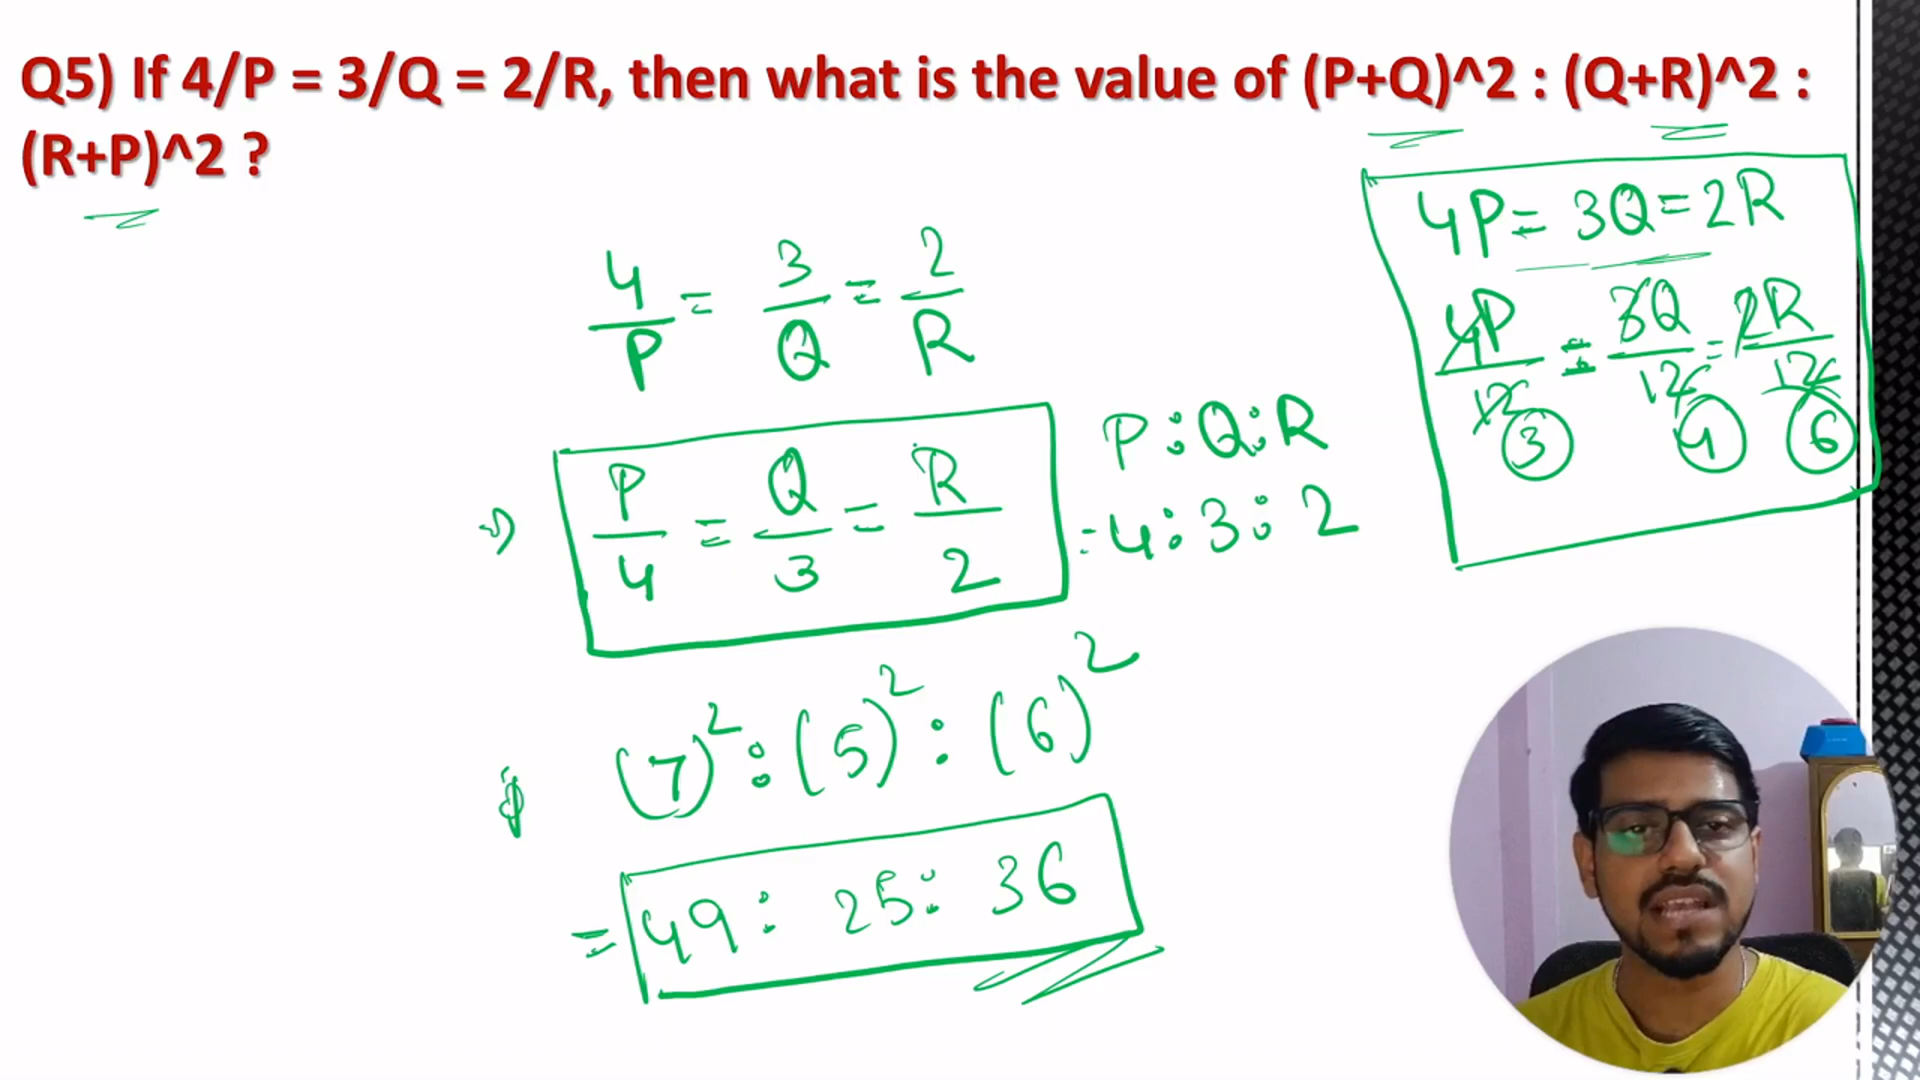 Q5) If 4/P = 3/Q = 2/R, then what is the value of (P+Q)^2 : (Q+R)^2 :
(R+P)^2 ?
4P = 3Q = 2R
4/P = 3/Q = 2/R
4P/12 = 3Q/12 = 2R/12
3 4 6
P : Q : R
P/4 = Q/3 = R/2
= 4 : 3 : 2
(7)^2 : (5)^2 : (6)^2
= 49 : 25 : 36